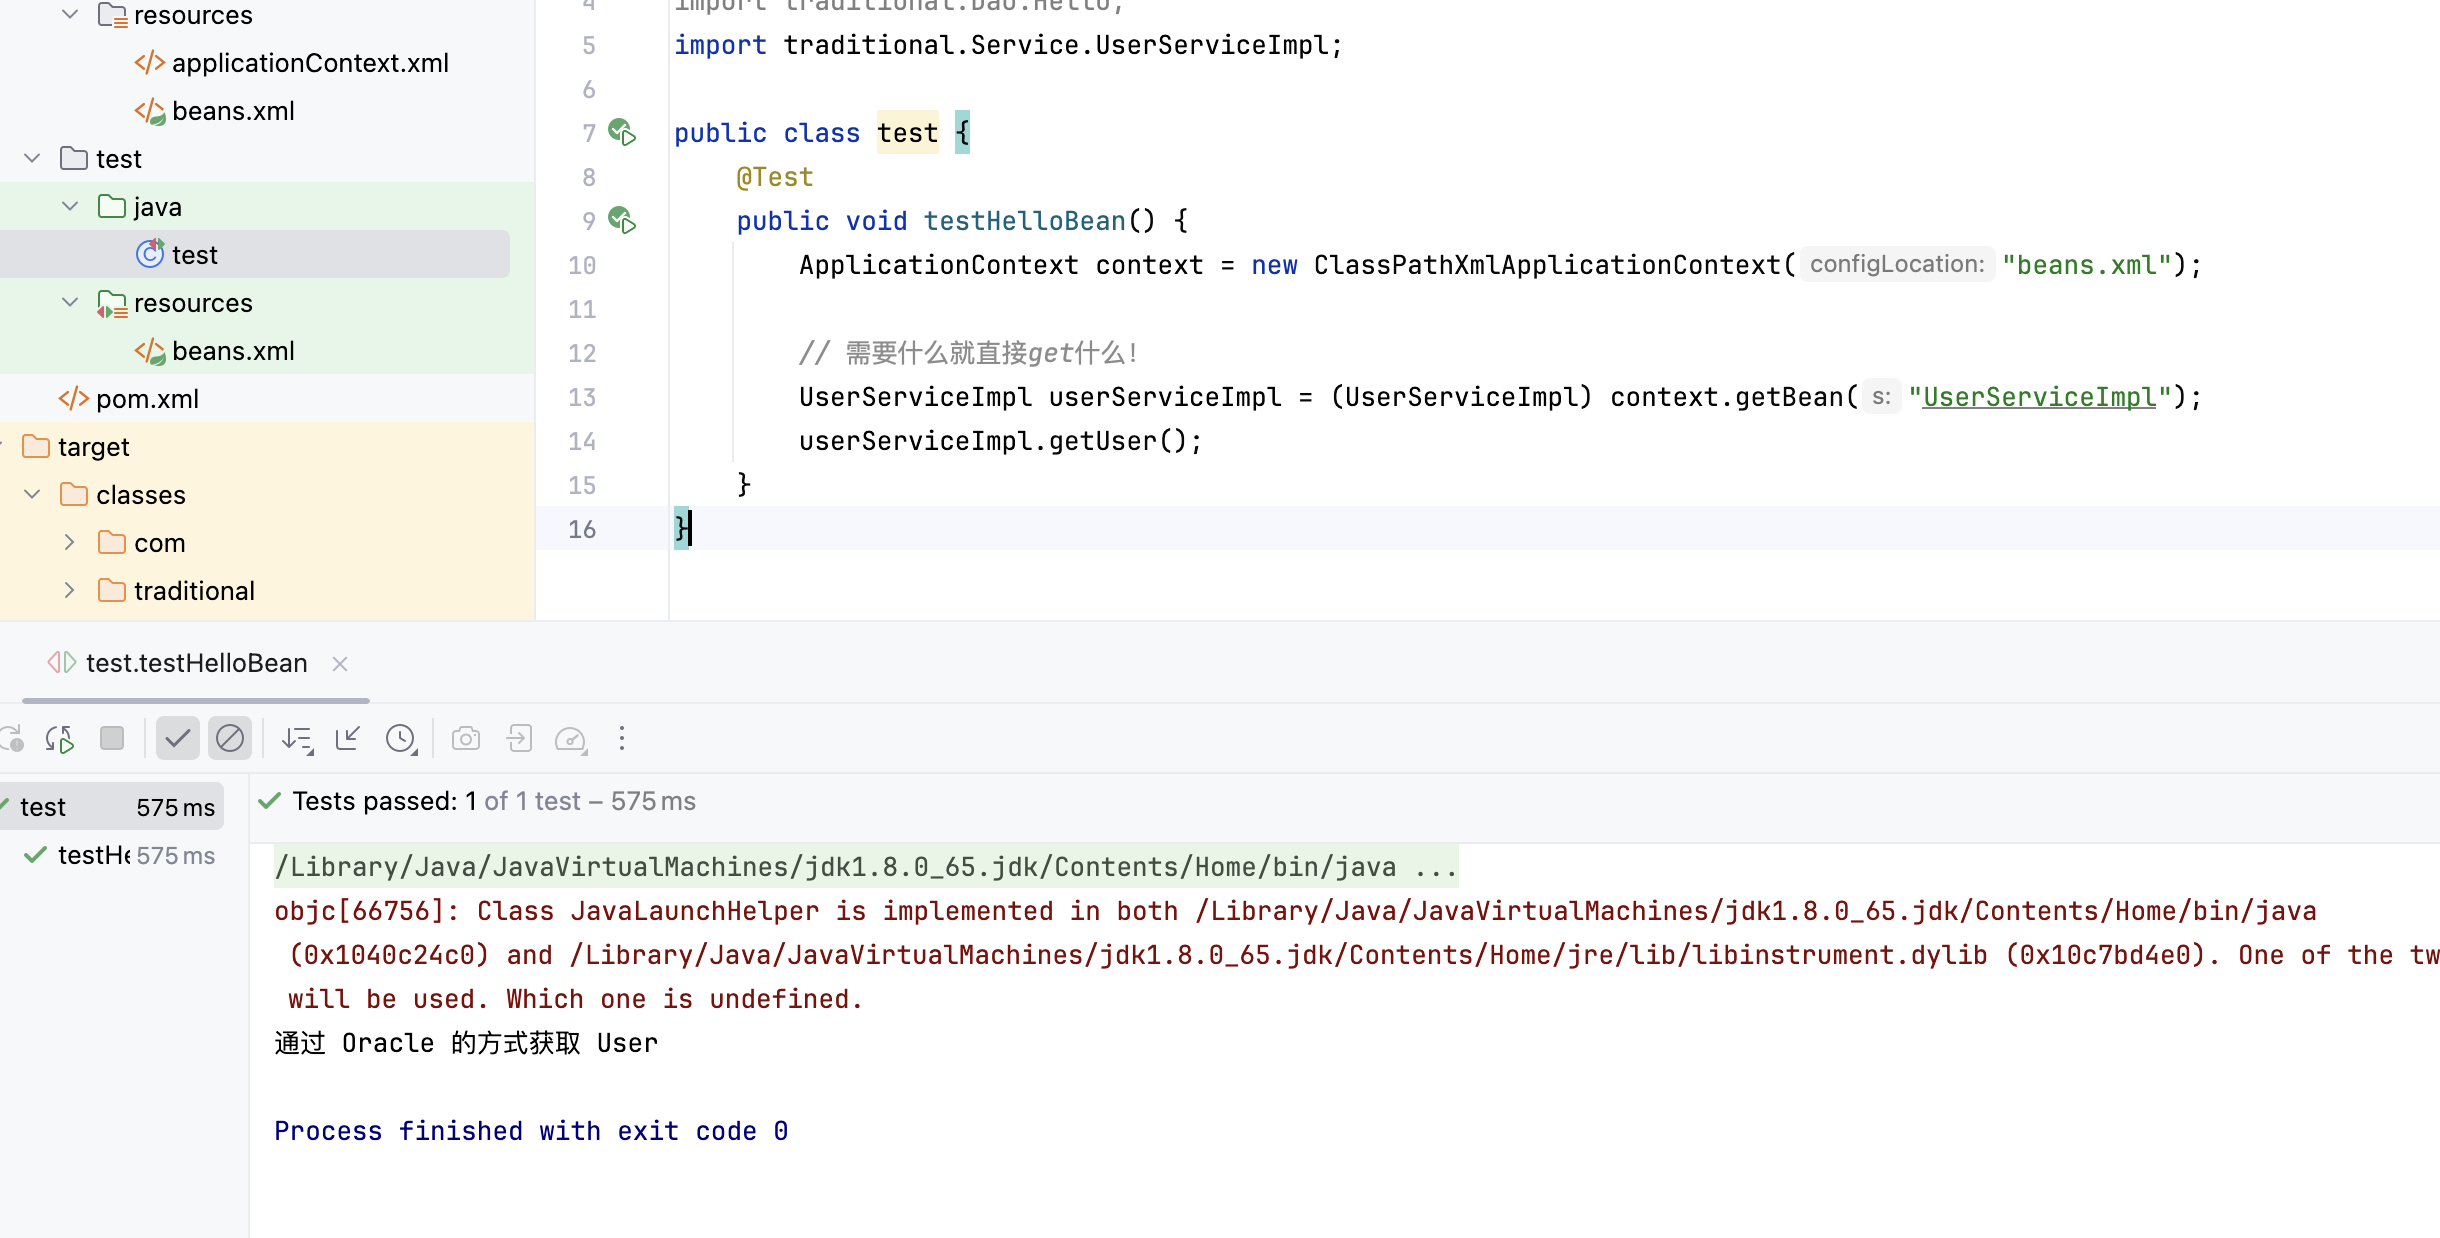 resources
applicationContext.xml
beans.xml
test
java
test
resources
beans.xml
pom.xml
target
classes
com
traditional
4 import traditional.Dao.Hello;
5 import traditional.Service.UserServiceImpl;
6
7 public class test {
8 @Test
9 public void testHelloBean() {
10 ApplicationContext context = new ClassPathXmlApplicationContext( configLocation: "beans.xml");
11
12 // 需要什么就直接get什么！
13 UserServiceImpl userServiceImpl = (UserServiceImpl) context.getBean( s: "UserServiceImpl");
14 userServiceImpl.getUser();
15 }
16 }
test.testHelloBean
test 575 ms
testHe 575 ms
Tests passed: 1 of 1 test – 575 ms
/Library/Java/JavaVirtualMachines/jdk1.8.0_65.jdk/Contents/Home/bin/java ...
objc[66756]: Class JavaLaunchHelper is implemented in both /Library/Java/JavaVirtualMachines/jdk1.8.0_65.jdk/Contents/Home/bin/java
(0x1040c24c0) and /Library/Java/JavaVirtualMachines/jdk1.8.0_65.jdk/Contents/Home/jre/lib/libinstrument.dylib (0x10c7bd4e0). One of the tw
will be used. Which one is undefined.
通过 Oracle 的方式获取 User
Process finished with exit code 0